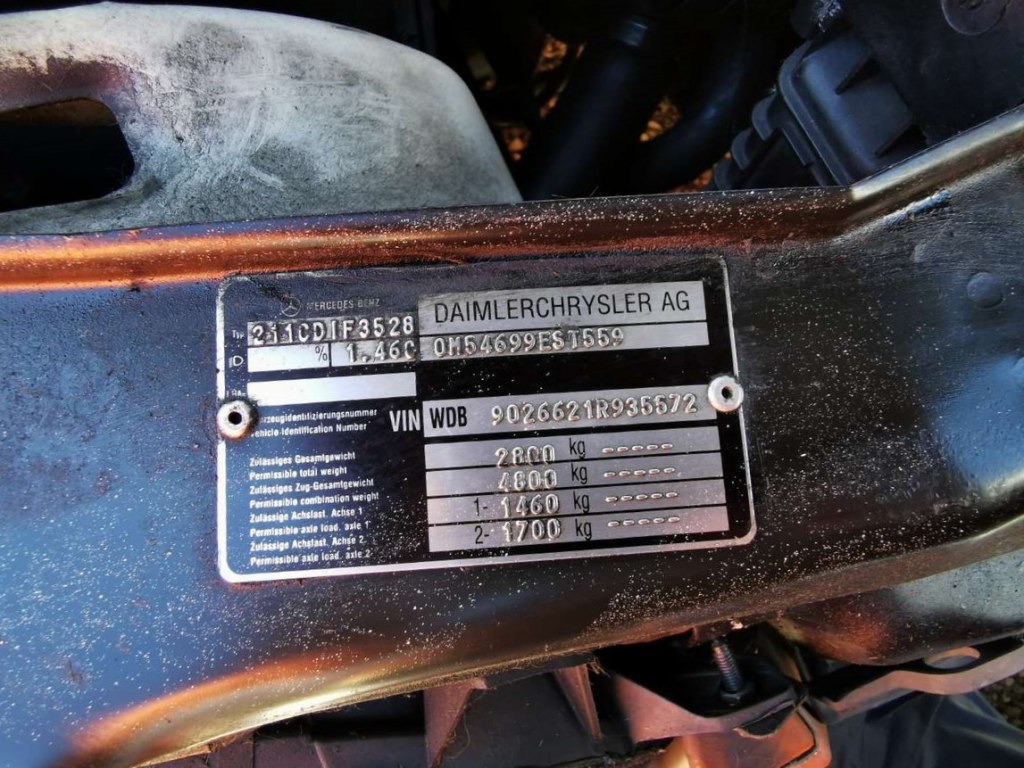 MERCEDES-BENZ DAIMLERCHRYSLER AG
Typ 211CDIF3528
% 1.46C OM54699EST559
Fahrzeugidentifizierungsnummer
Vehicle Identification Number VIN WDB 9026621R935572
Zulässiges Gesamtgewicht
Permissible total weight 2800 kg -----
Zulässiges Zug-Gesamtgewicht
Permissible combination weight 4800 kg -----
Zulässige Achslast. Achse 1
Permissible axle load. axle 1 1- 1460 kg -----
Zulässige Achslast. Achse 2
Permissible axle load. axle 2 2- 1700 kg -----